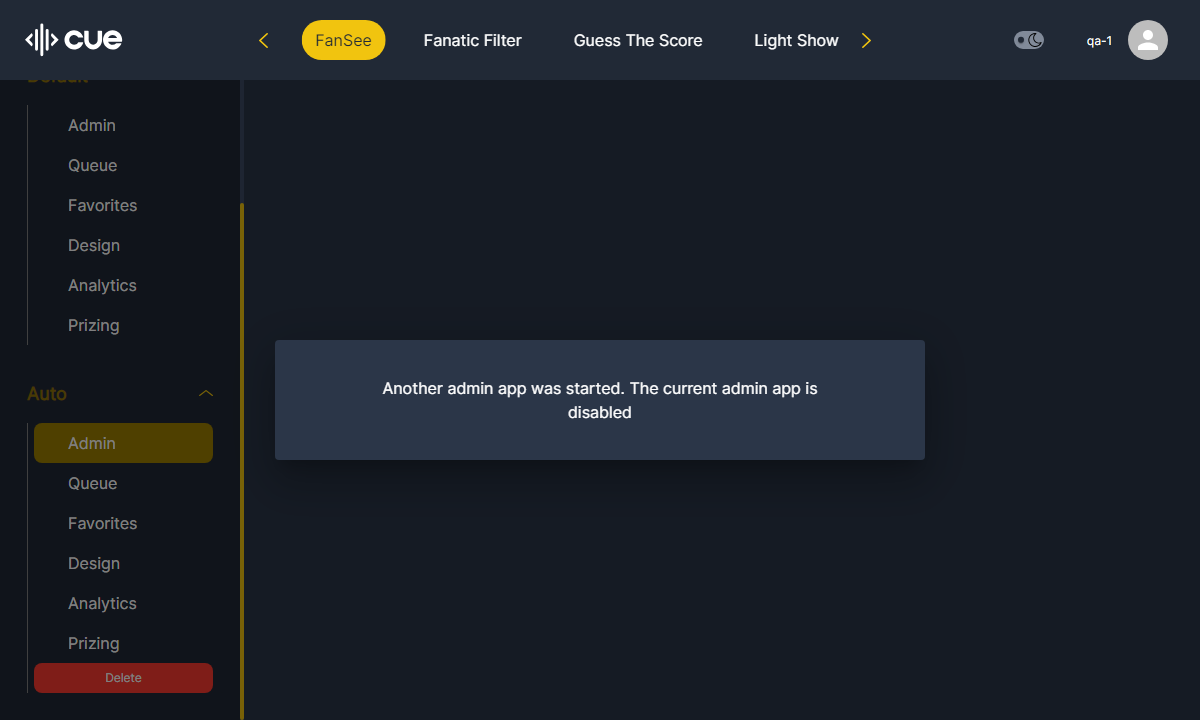 cue
FanSee
Fanatic Filter
Guess The Score
Light Show
qa-1
Default
Admin
Queue
Favorites
Design
Analytics
Prizing
Auto
Admin
Queue
Favorites
Design
Analytics
Prizing
Delete
Another admin app was started. The current admin app is
disabled